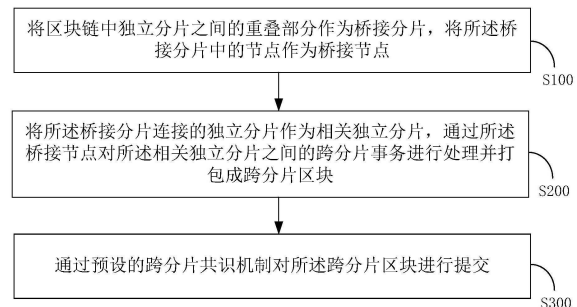 将区块链中独立分片之间的重叠部分作为桥接分片，将所述桥
接分片中的节点作为桥接节点
S100
将所述桥接分片连接的独立分片作为相关独立分片，通过所述
桥接节点对所述相关独立分片之间的跨分片事务进行处理并打
包成跨分片区块
S200
通过预设的跨分片共识机制对所述跨分片区块进行提交
S300